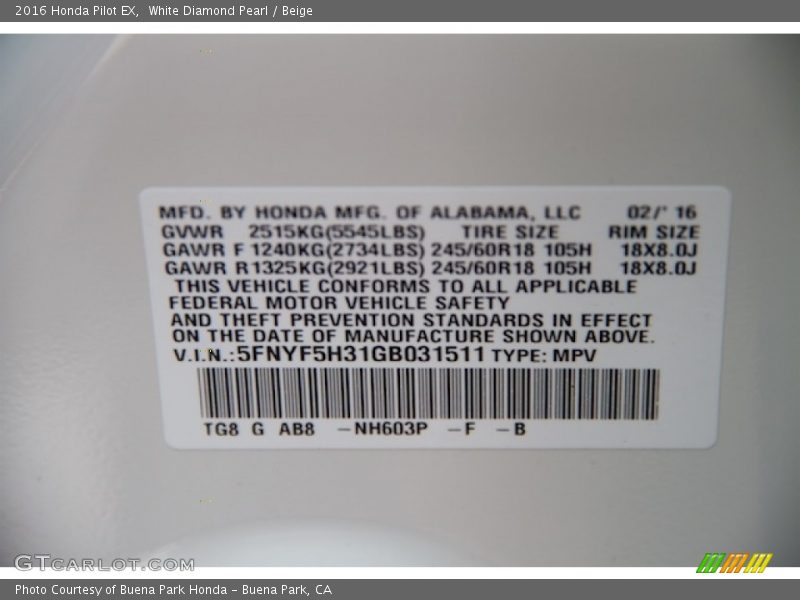 2016 Honda Pilot EX,  White Diamond Pearl / Beige
MFD. BY HONDA MFG. OF ALABAMA, LLC 02/' 16
GVWR 2515KG(5545LBS) TIRE SIZE RIM SIZE
GAWR F 1240KG(2734LBS) 245/60R18 105H 18X8.0J
GAWR R1325KG(2921LBS) 245/60R18 105H 18X8.0J
THIS VEHICLE CONFORMS TO ALL APPLICABLE
FEDERAL MOTOR VEHICLE SAFETY
AND THEFT PREVENTION STANDARDS IN EFFECT
ON THE DATE OF MANUFACTURE SHOWN ABOVE.
V.I.N.:5FNYF5H31GB031511 TYPE: MPV
TG8 G AB8 -NH603P -F -B
GTCARLOT.COM
Photo Courtesy of Buena Park Honda - Buena Park, CA